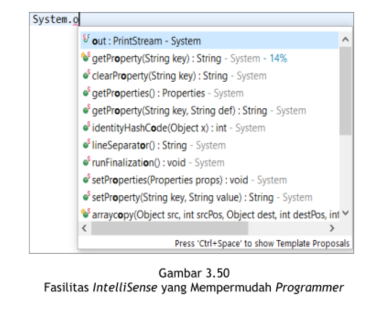 System.o
out : PrintStream - System
getProperty(String key) : String - System - 14%
clearProperty(String key) : String - System
getProperties() : Properties - System
getProperty(String key, String def) : String - System
identityHashCode(Object x) : int - System
lineSeparator() : String - System
runFinalization() : void - System
setProperties(Properties props) : void - System
setProperty(String key, String value) : String - System
arraycopy(Object src, int srcPos, Object dest, int destPos, int
Press 'Ctrl+Space' to show Template Proposals
Gambar 3.50
Fasilitas IntelliSense yang Mempermudah Programmer